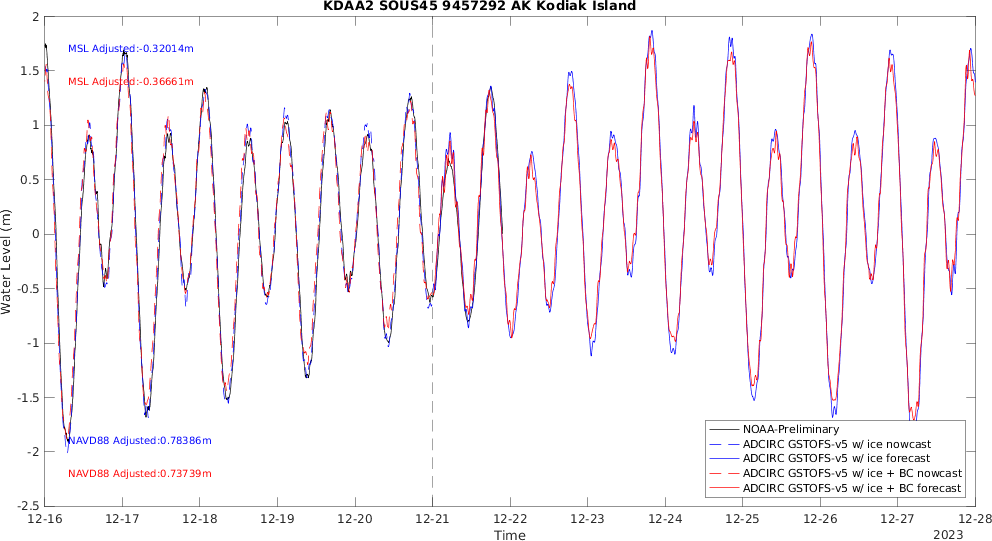 KDAA2 SOUS45 9457292 AK Kodiak Island
Water Level (m)
2
1.5
1
0.5
0
-0.5
-1
-1.5
-2
-2.5
MSL Adjusted:-0.32014m
MSL Adjusted:-0.36661m
NAVD88 Adjusted:0.78386m
NAVD88 Adjusted:0.73739m
NOAA-Preliminary
ADCIRC GSTOFS-v5 w/ ice nowcast
ADCIRC GSTOFS-v5 w/ ice forecast
ADCIRC GSTOFS-v5 w/ ice + BC nowcast
ADCIRC GSTOFS-v5 w/ ice + BC forecast
12-16 12-17 12-18 12-19 12-20 12-21 12-22 12-23 12-24 12-25 12-26 12-27 12-28
Time
2023